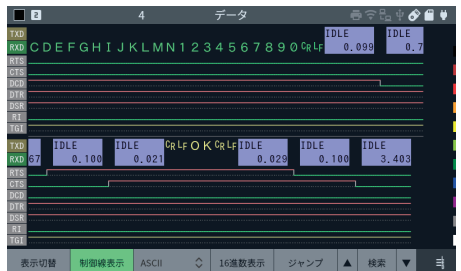 2 4 データ
TXD IDLE IDLE
RXD CDEFGHIJKLMN1234567890CRLF 0.099 0.7
RTS
CTS
DCD
DTR
DSR
RI
TGI
TXD IDLE IDLE CRLFOKCRLF IDLE IDLE IDLE
RXD 67 0.100 0.021 0.029 0.100 3.403
RTS
CTS
DCD
DTR
DSR
RI
TGI
表示切替 制御線表示 ASCII 16進数表示 ジャンプ ▲ 検索 ▼